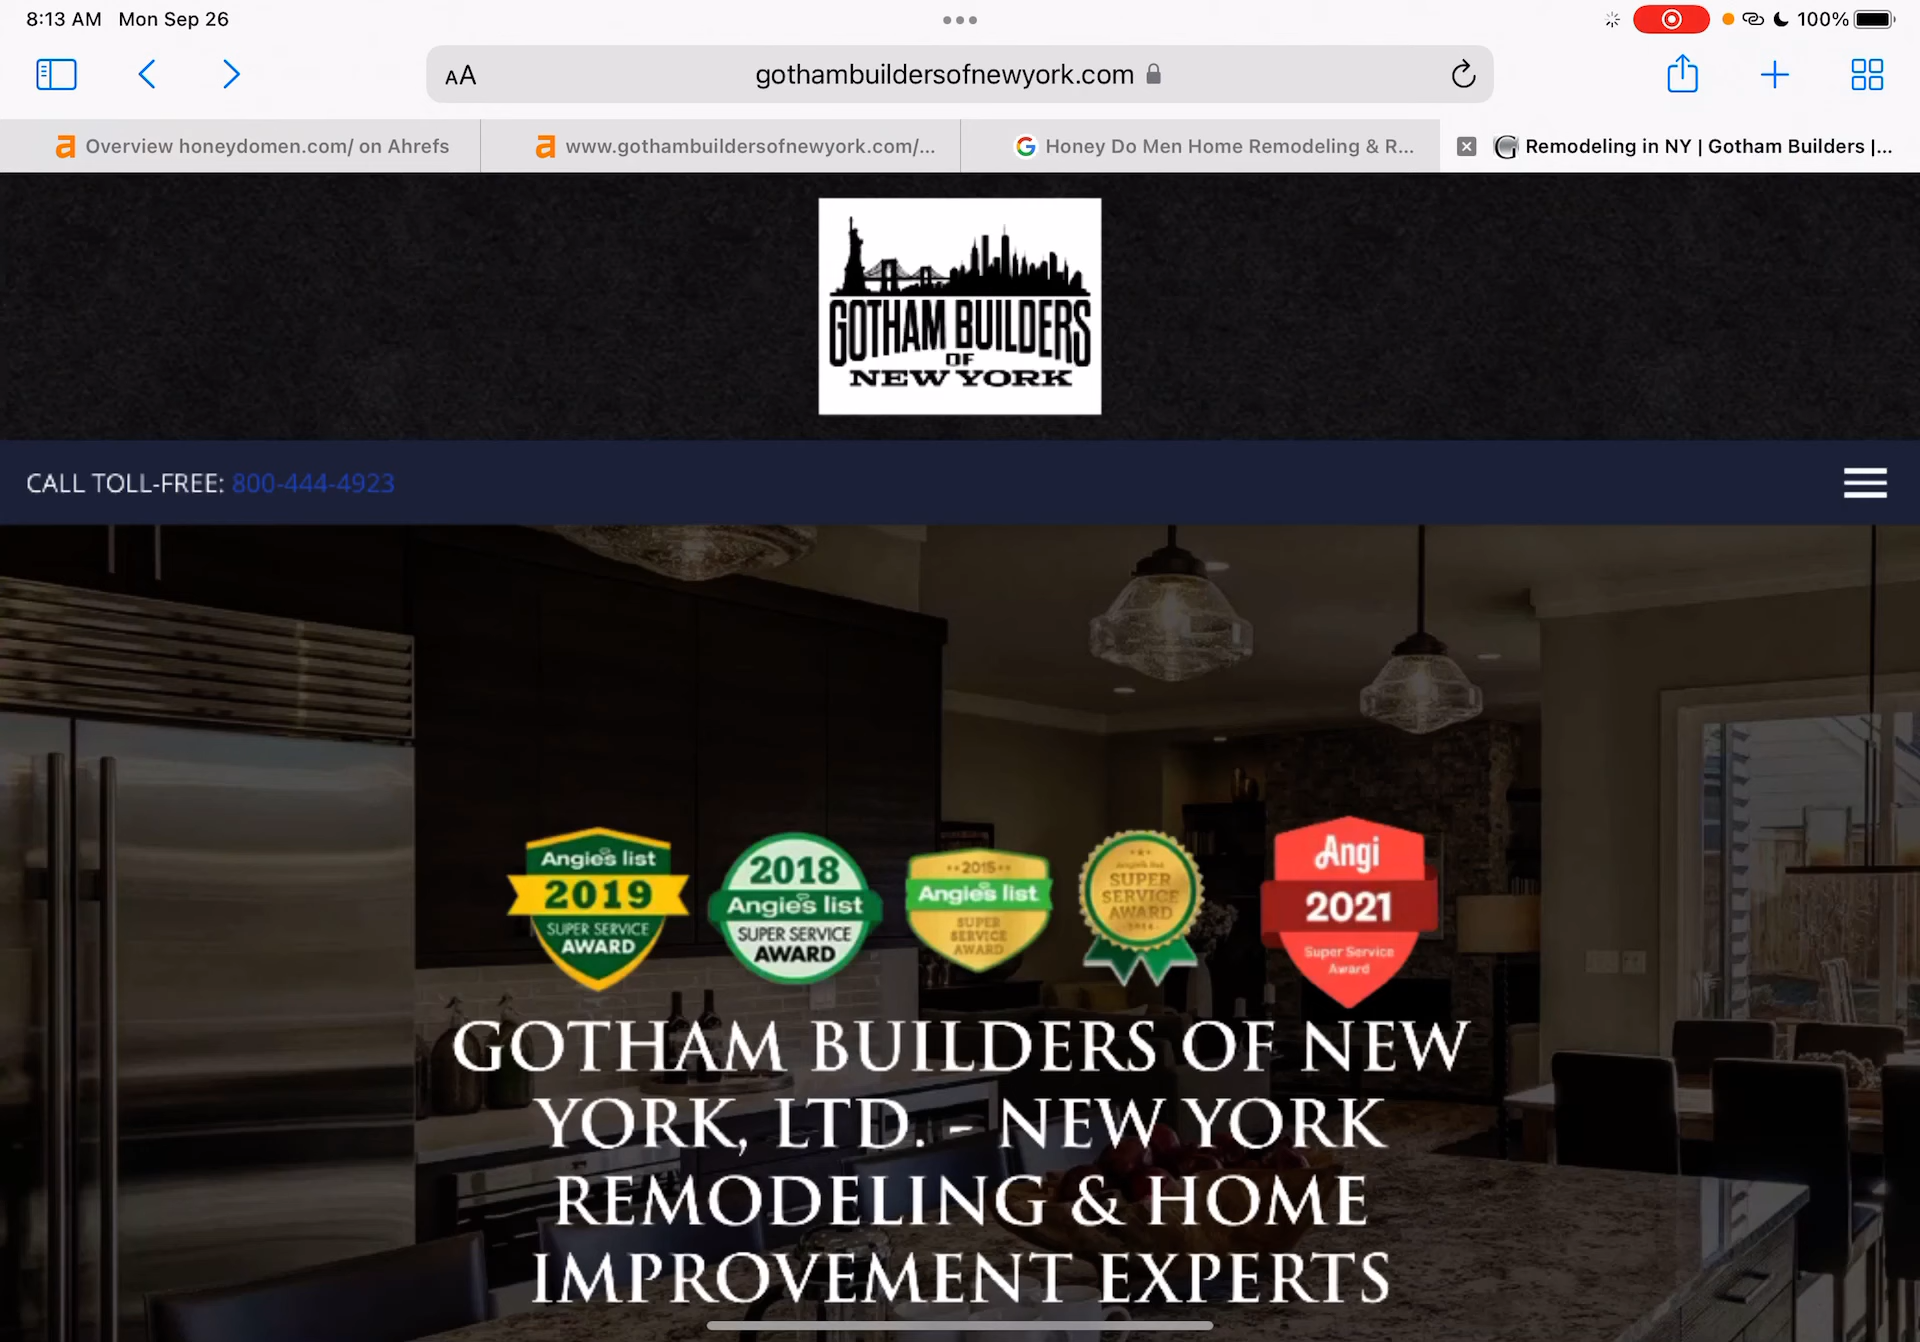 8:13 AM Mon Sep 26
100%
AA
gothambuildersofnewyork.com
Overview honeydomen.com/ on Ahrefs
www.gothambuildersofnewyork.com/...
Honey Do Men Home Remodeling & R...
Remodeling in NY | Gotham Builders |...
GOTHAM BUILDERS
OF
NEW YORK
CALL TOLL-FREE: 800-444-4923
Angie's list
2019
SUPER SERVICE
AWARD
2018
Angie's list
SUPER SERVICE
AWARD
2015
Angie's list
SUPER
SERVICE
AWARD
SUPER
SERVICE
AWARD
Angi
2021
Super Service
Award
GOTHAM BUILDERS OF NEW
YORK, LTD. - NEW YORK
REMODELING & HOME
IMPROVEMENT EXPERTS